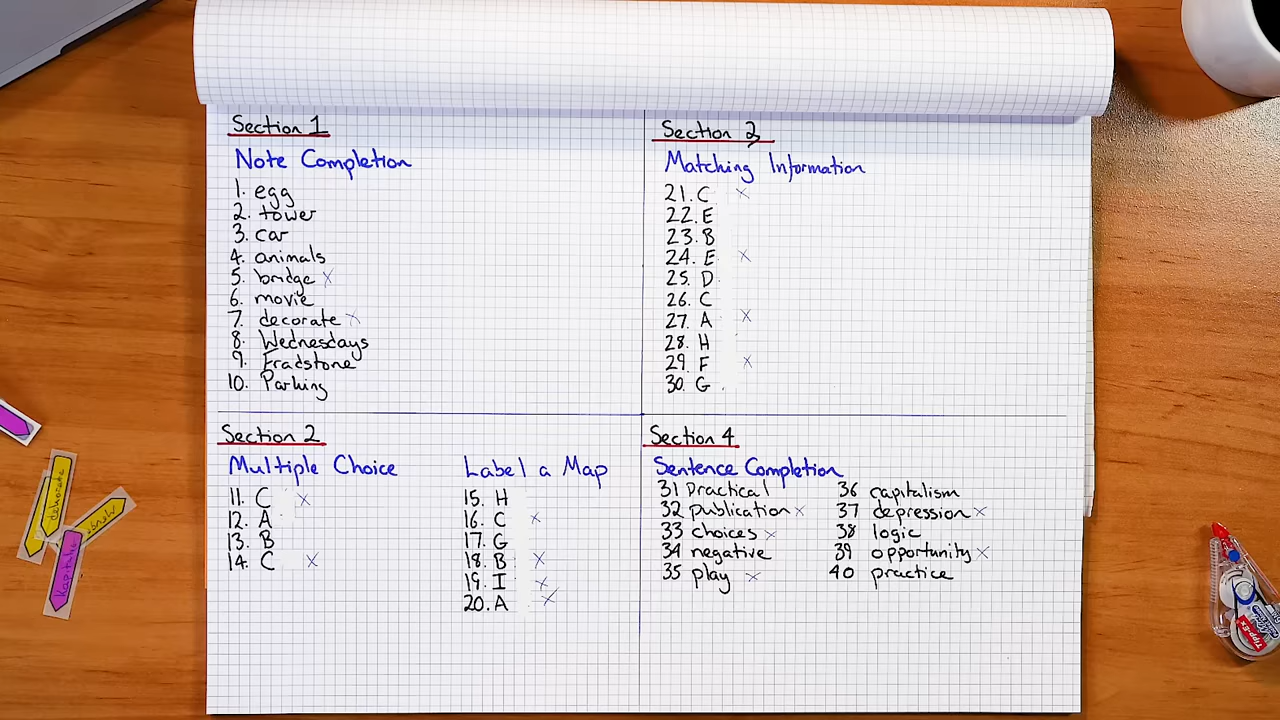 Section 1
Note Completion
1. egg
2. tower
3. car
4. animals
5. bridge x
6. movie
7. decorate x
8. Wednesdays
9. Fradstone
10. Parking
Section 3
Matching Information
21. C x
22. E
23. B
24. E x
25. D
26. C
27. A x
28. H
29. F x
30. G
Section 2
Multiple Choice
11. C x
12. A
13. B
14. C x
Label a Map
15. H
16. C x
17. G
18. B x
19. I x
20. A x
Section 4
Sentence Completion
31 Practical
32 publication x
33 choices x
34 negative
35 play x
36 capitalism
37 depression x
38 logic
39 opportunity x
40 practice
Tipp-Ex